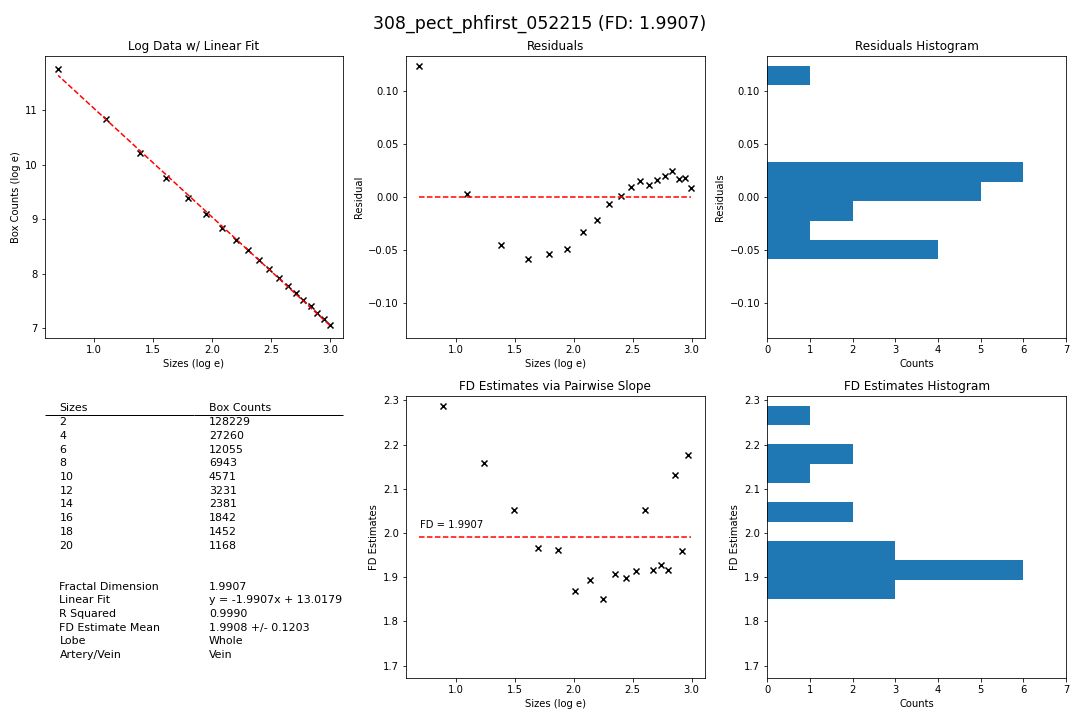 308_pect_phfirst_052215 (FD: 1.9907)
Log Data w/ Linear Fit
Box Counts (log e)
11
10
9
8
7
1.0 1.5 2.0 2.5 3.0
Sizes (log e)
Residuals
Residual
0.10
0.05
0.00
−0.05
−0.10
1.0 1.5 2.0 2.5 3.0
Sizes (log e)
Residuals Histogram
Residuals
0.10
0.05
0.00
−0.05
−0.10
0 1 2 3 4 5 6 7
Counts
Sizes Box Counts
2 128229
4 27260
6 12055
8 6943
10 4571
12 3231
14 2381
16 1842
18 1452
20 1168
Fractal Dimension 1.9907
Linear Fit y = -1.9907x + 13.0179
R Squared 0.9990
FD Estimate Mean 1.9908 +/- 0.1203
Lobe Whole
Artery/Vein Vein
FD Estimates via Pairwise Slope
FD Estimates
2.3
2.2
2.1
2.0
1.9
1.8
1.7
FD = 1.9907
1.0 1.5 2.0 2.5 3.0
Sizes (log e)
FD Estimates Histogram
FD Estimates
2.3
2.2
2.1
2.0
1.9
1.8
1.7
0 1 2 3 4 5 6 7
Counts